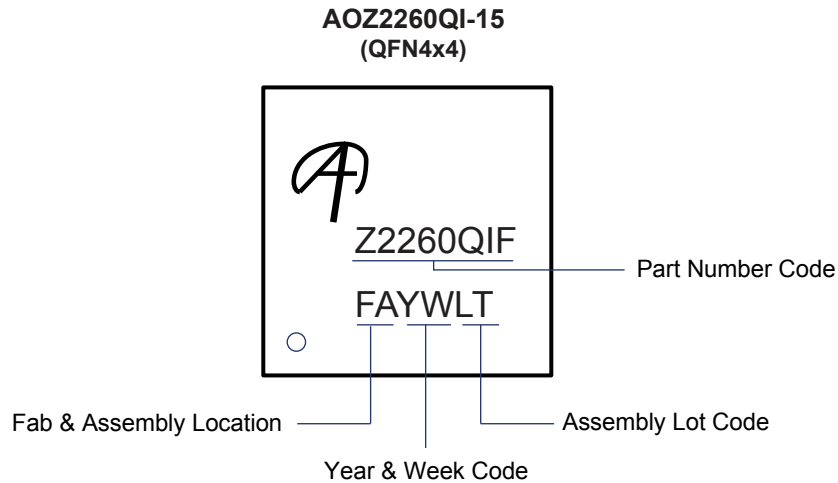 AOZ2260QI-15
(QFN4x4)
Z2260QIF
Part Number Code
FAYWLT
Fab & Assembly Location
Assembly Lot Code
Year & Week Code